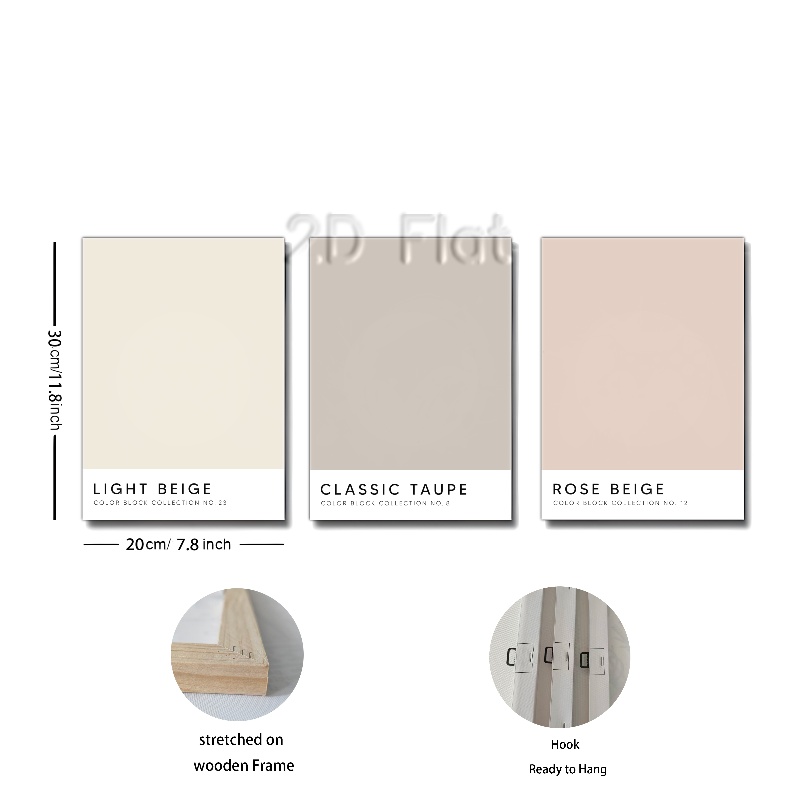 2D Flat
30cm/11.8inch
LIGHT BEIGE
COLOR BLOCK COLLECTION NO. 23
CLASSIC TAUPE
COLOR BLOCK COLLECTION NO. 8
ROSE BEIGE
COLOR BLOCK COLLECTION NO. 12
20cm/ 7.8 inch
stretched on
wooden Frame
Hook
Ready to Hang